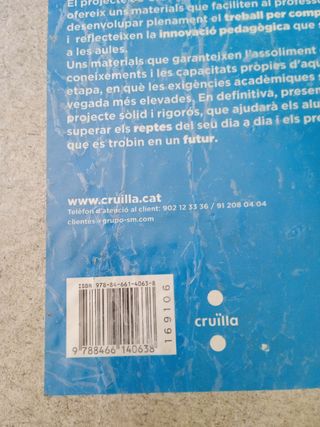 El projecte
ofereix uns materials que faciliten al profess
desenvolupar plenament el treball per comp
i reflecteixen la innovació pedagògica que s
a les aules.
Uns materials que garanteixen l'assoliment
coneixements i les capacitats pròpies d'aqu
etapa, en què les exigències acadèmiques s
vegada més elevades. En definitiva, presen
projecte sòlid i rigorós, que ajudarà els alu
superar els reptes del seu dia a dia i els pre
que es trobin en un futur.
www.cruilla.cat
Telèfon d'atenció al client: 902 12 33 36 / 91 208 04 04
clientes@grupo-sm.com
ISBN 978-84-661-4063-8
169106
9 788466 140638
cruïlla